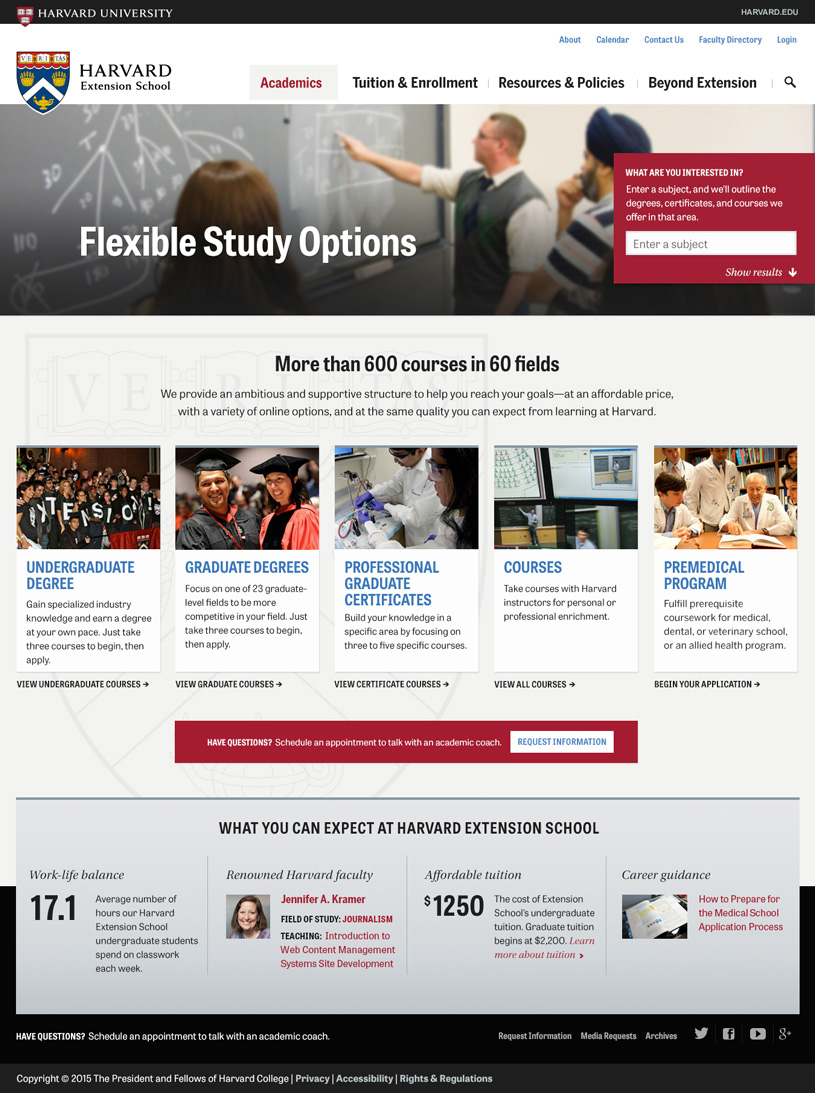 HARVARD UNIVERSITY
HARVARD.EDU
About Calendar Contact Us Faculty Directory Login
VE RI TAS
HARVARD
Extension School
Academics Tuition & Enrollment Resources & Policies Beyond Extension
WHAT ARE YOU INTERESTED IN?
Enter a subject, and we'll outline the
degrees, certificates, and courses we
offer in that area.
Enter a subject
Show results
Flexible Study Options
VE RI TAS
More than 600 courses in 60 fields
We provide an ambitious and supportive structure to help you reach your goals—at an affordable price,
with a variety of online options, and at the same quality you can expect from learning at Harvard.
TENSION
UNDERGRADUATE
DEGREE
Gain specialized industry
knowledge and earn a degree
at your own pace. Just take
three courses to begin, then
apply.
VIEW UNDERGRADUATE COURSES →
GRADUATE DEGREES
Focus on one of 23 graduate-
level fields to be more
competitive in your field. Just
take three courses to begin,
then apply.
VIEW GRADUATE COURSES →
PROFESSIONAL
GRADUATE
CERTIFICATES
Build your knowledge in a
specific area by focusing on
three to five specific courses.
VIEW CERTIFICATE COURSES →
COURSES
Take courses with Harvard
instructors for personal or
professional enrichment.
VIEW ALL COURSES →
PREMEDICAL
PROGRAM
Fulfill prerequisite
coursework for medical,
dental, or veterinary school,
or an allied health program.
BEGIN YOUR APPLICATION →
HAVE QUESTIONS? Schedule an appointment to talk with an academic coach. REQUEST INFORMATION
WHAT YOU CAN EXPECT AT HARVARD EXTENSION SCHOOL
Work-life balance
17.1
Average number of
hours our Harvard
Extension School
undergraduate students
spend on classwork
each week.
Renowned Harvard faculty
Jennifer A. Kramer
FIELD OF STUDY: JOURNALISM
TEACHING: Introduction to
Web Content Management
Systems Site Development
Affordable tuition
$1250
The cost of Extension
School's undergraduate
tuition. Graduate tuition
begins at $2,200. Learn
more about tuition >
Career guidance
How to Prepare for
the Medical School
Application Process
HAVE QUESTIONS? Schedule an appointment to talk with an academic coach.
Request Information Media Requests Archives
Copyright © 2015 The President and Fellows of Harvard College | Privacy | Accessibility | Rights & Regulations